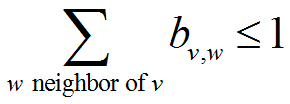 ∑ b_{v,w} ≤ 1
w neighbor of v